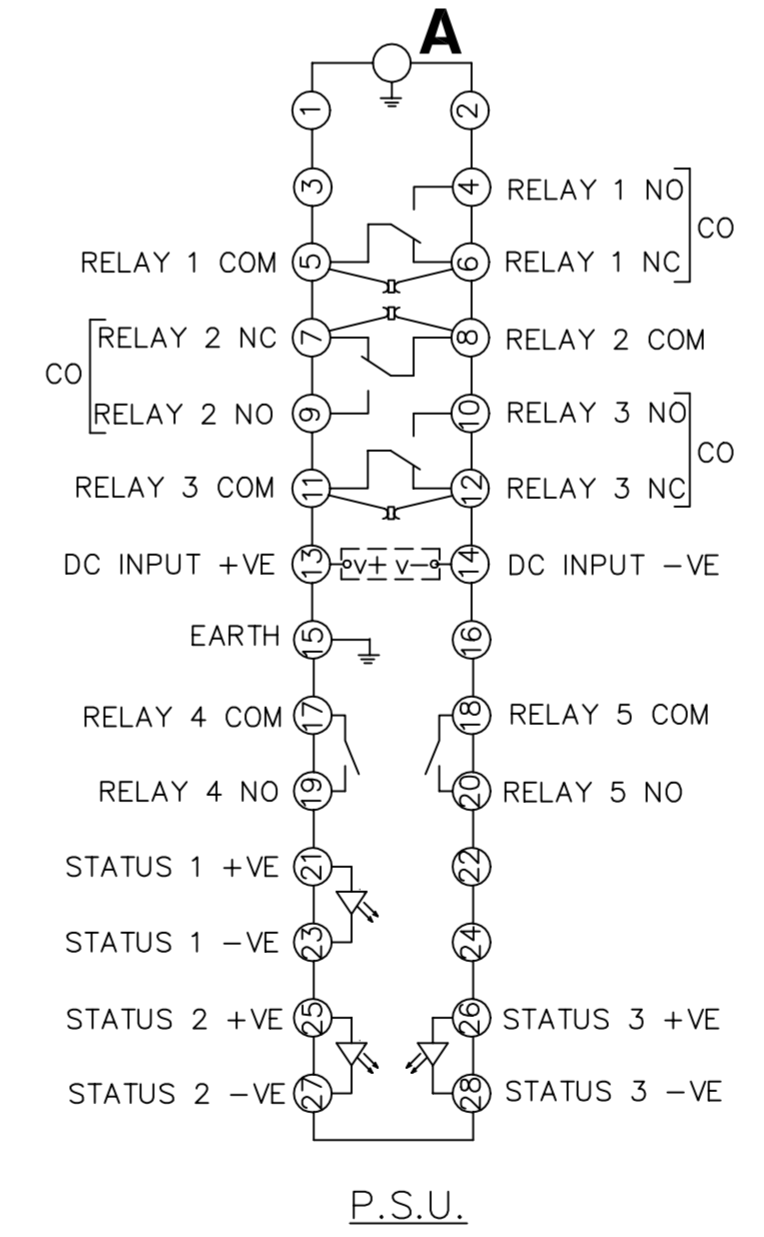 A
1 2
3 4 RELAY 1 NO
CO
RELAY 1 COM 5 6 RELAY 1 NC
RELAY 2 NC 7 8 RELAY 2 COM
CO
RELAY 2 NO 9 10 RELAY 3 NO
CO
RELAY 3 COM 11 12 RELAY 3 NC
DC INPUT +VE 13 V+ V- 14 DC INPUT -VE
EARTH 15 16
RELAY 4 COM 17 18 RELAY 5 COM
RELAY 4 NO 19 20 RELAY 5 NO
STATUS 1 +VE 21 22
STATUS 1 -VE 23 24
STATUS 2 +VE 25 26 STATUS 3 +VE
STATUS 2 -VE 27 28 STATUS 3 -VE
P.S.U.